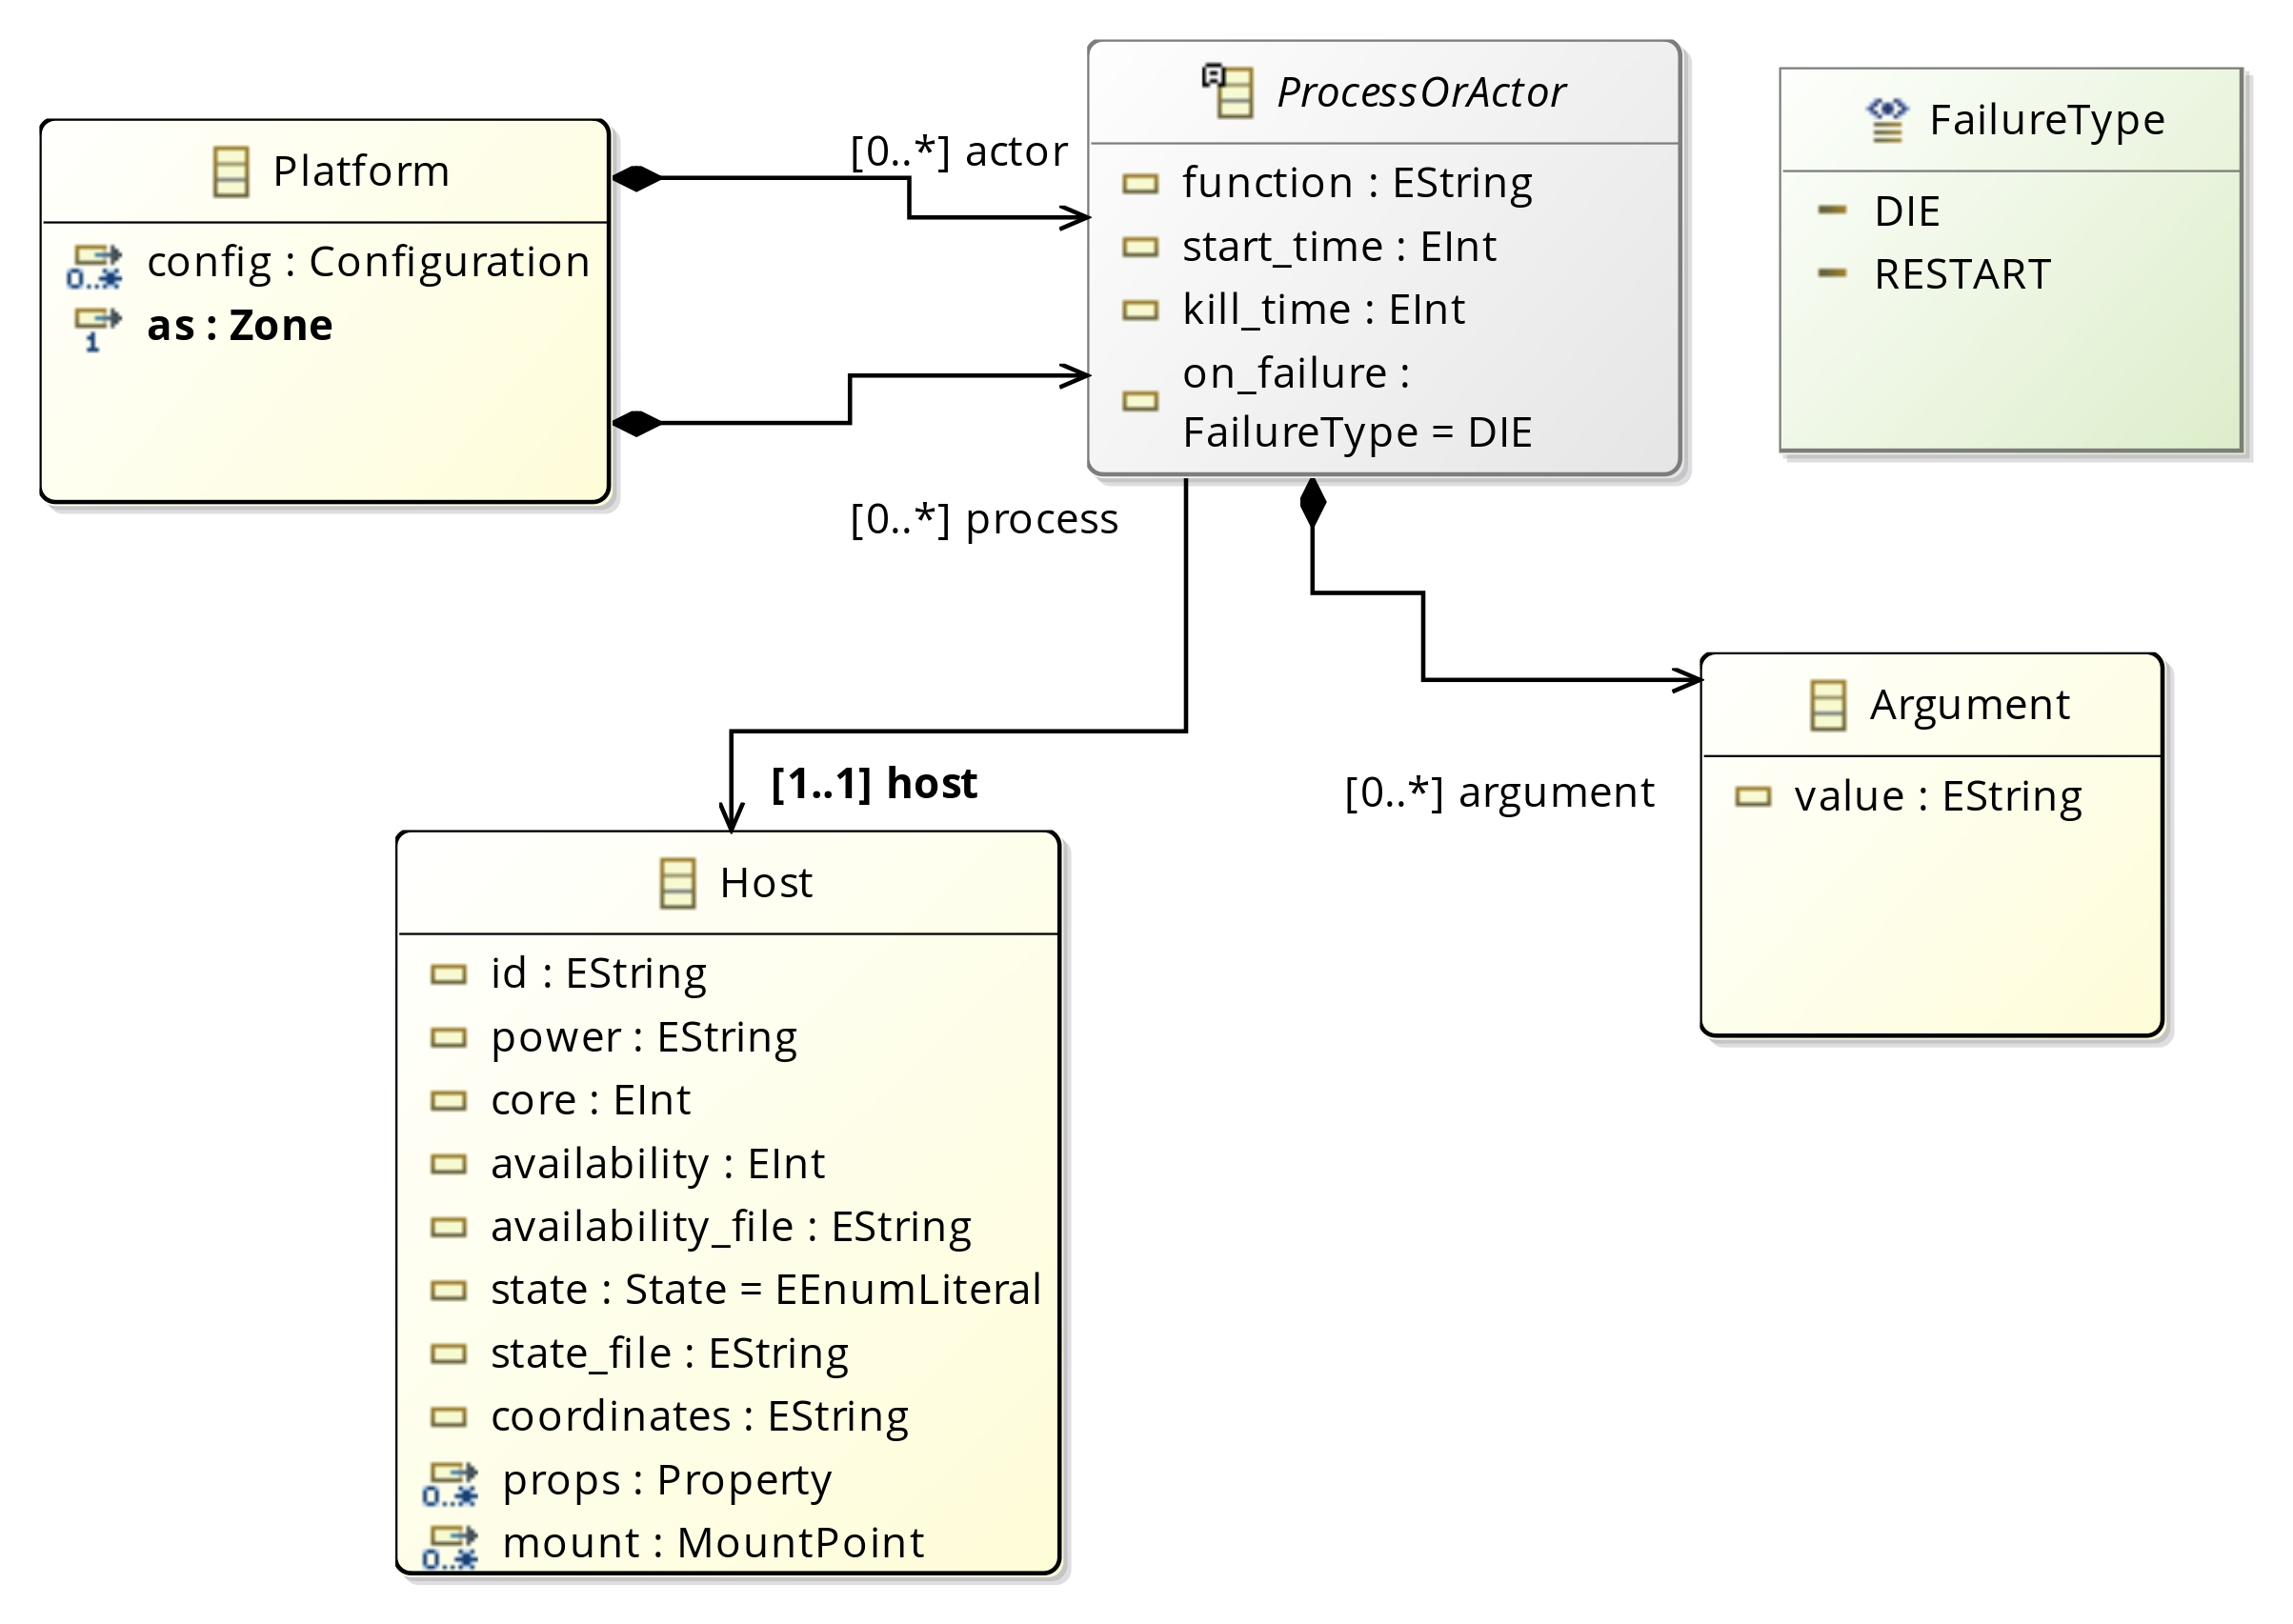 Platform
config : Configuration
0..*
as : Zone
1
[0..*] actor
[0..*] process
ProcessOrActor
function : EString
start_time : EInt
kill_time : EInt
on_failure :
FailureType = DIE
FailureType
DIE
RESTART
[1..1] host
[0..*] argument
Argument
value : EString
Host
id : EString
power : EString
core : EInt
availability : EInt
availability_file : EString
state : State = EEnumLiteral
state_file : EString
coordinates : EString
props : Property
0..*
mount : MountPoint
0..*